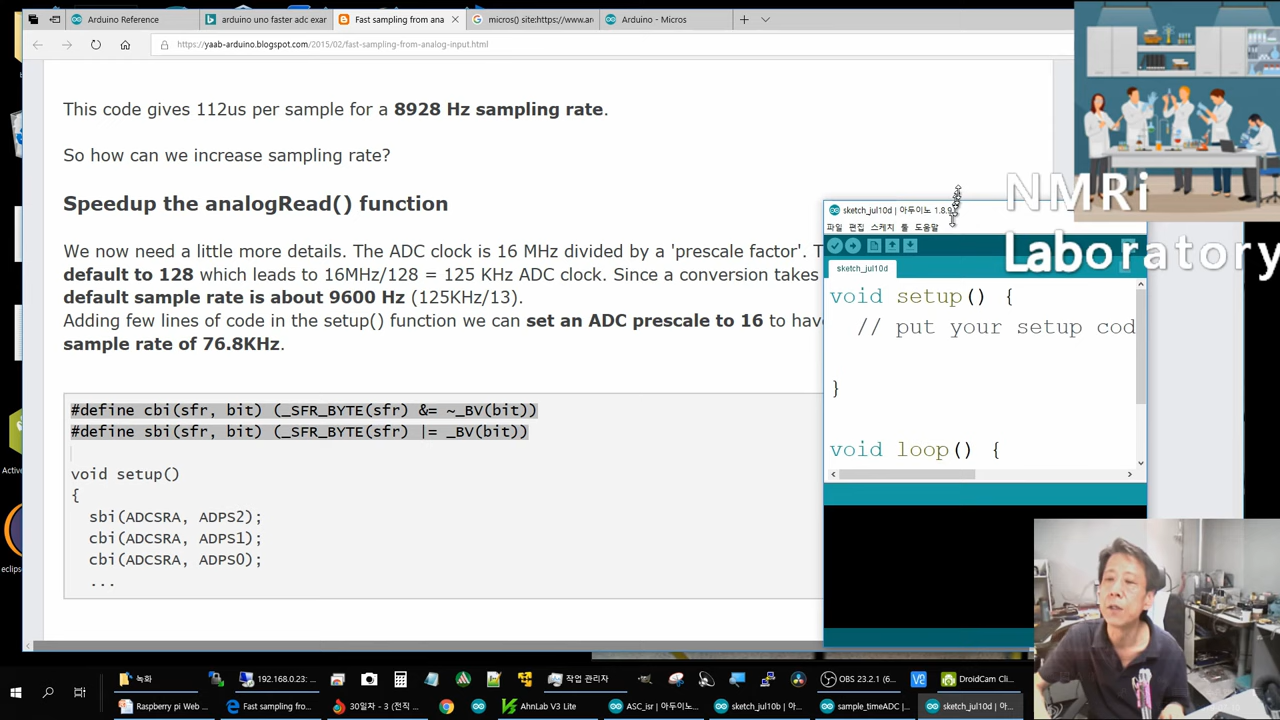 Arduino Reference
arduino uno faster adc exar
Fast sampling from ana
micros() site:https://www.ar
Arduino - Micros
https://yaab-arduino.blogspot.com/2015/02/fast-sampling-from-analog-input.html
This code gives 112us per sample for a 8928 Hz sampling rate.
So how can we increase sampling rate?
Speedup the analogRead() function
We now need a little more details. The ADC clock is 16 MHz divided by a 'prescale factor'. T
default to 128 which leads to 16MHz/128 = 125 KHz ADC clock. Since a conversion takes
default sample rate is about 9600 Hz (125KHz/13).
Adding few lines of code in the setup() function we can set an ADC prescale to 16 to hav
sample rate of 76.8KHz.
#define cbi(sfr, bit) (_SFR_BYTE(sfr) &= ~_BV(bit))
#define sbi(sfr, bit) (_SFR_BYTE(sfr) |= _BV(bit))
void setup()
{
sbi(ADCSRA, ADPS2);
cbi(ADCSRA, ADPS1);
cbi(ADCSRA, ADPS0);
...
NMRi
Laboratory
sketch_jul10d | 아두이노 1.8.9
파일 편집 스케치 툴 도움말
sketch_jul10d
void setup() {
// put your setup cod
}
void loop() {
Active
eclips
녹화
192.168.0.23:
작업 관리자
OBS 23.2.1 (6...
DroidCam Cli...
Raspberry pi Web ...
Fast sampling fro...
30일자 - 3 (전직 ...
AhnLab V3 Lite
ASC_isr | 아두이노...
sketch_jul10b | 아...
sample_timeADC | ...
sketch_jul10d | 아...